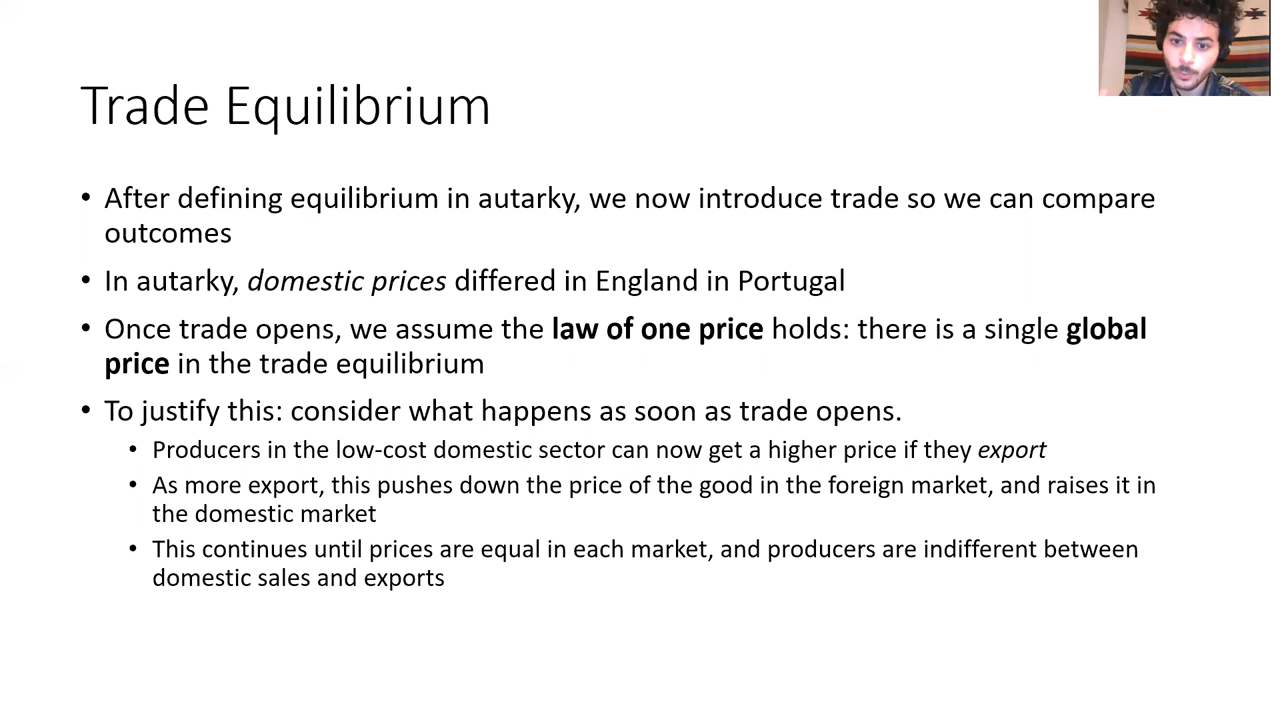 Trade Equilibrium
• After defining equilibrium in autarky, we now introduce trade so we can compare
outcomes
• In autarky, domestic prices differed in England in Portugal
• Once trade opens, we assume the law of one price holds: there is a single global
price in the trade equilibrium
• To justify this: consider what happens as soon as trade opens.
• Producers in the low-cost domestic sector can now get a higher price if they export
• As more export, this pushes down the price of the good in the foreign market, and raises it in
the domestic market
• This continues until prices are equal in each market, and producers are indifferent between
domestic sales and exports